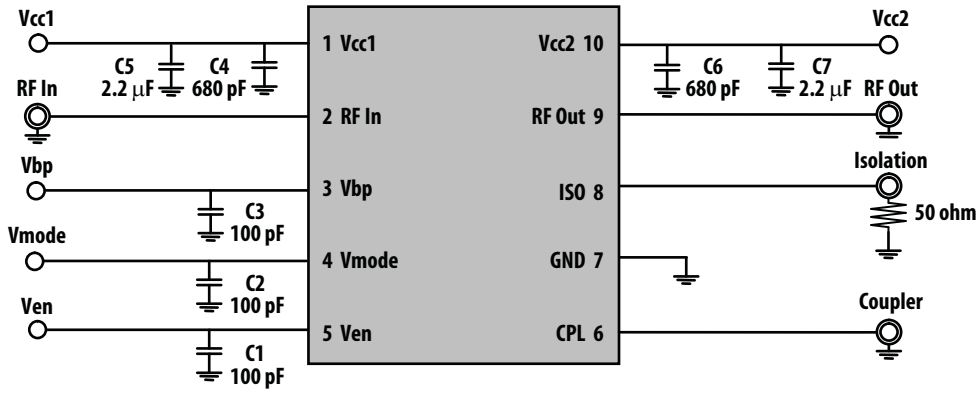 Vcc1
C5
2.2 μF
C4
680 pF
RF In
Vbp
C3
100 pF
Vmode
C2
100 pF
Ven
C1
100 pF
1 Vcc1
2 RF In
3 Vbp
4 Vmode
5 Ven
Vcc2 10
RF Out 9
ISO 8
GND 7
CPL 6
Vcc2
C6
680 pF
C7
2.2 μF
RF Out
Isolation
50 ohm
Coupler